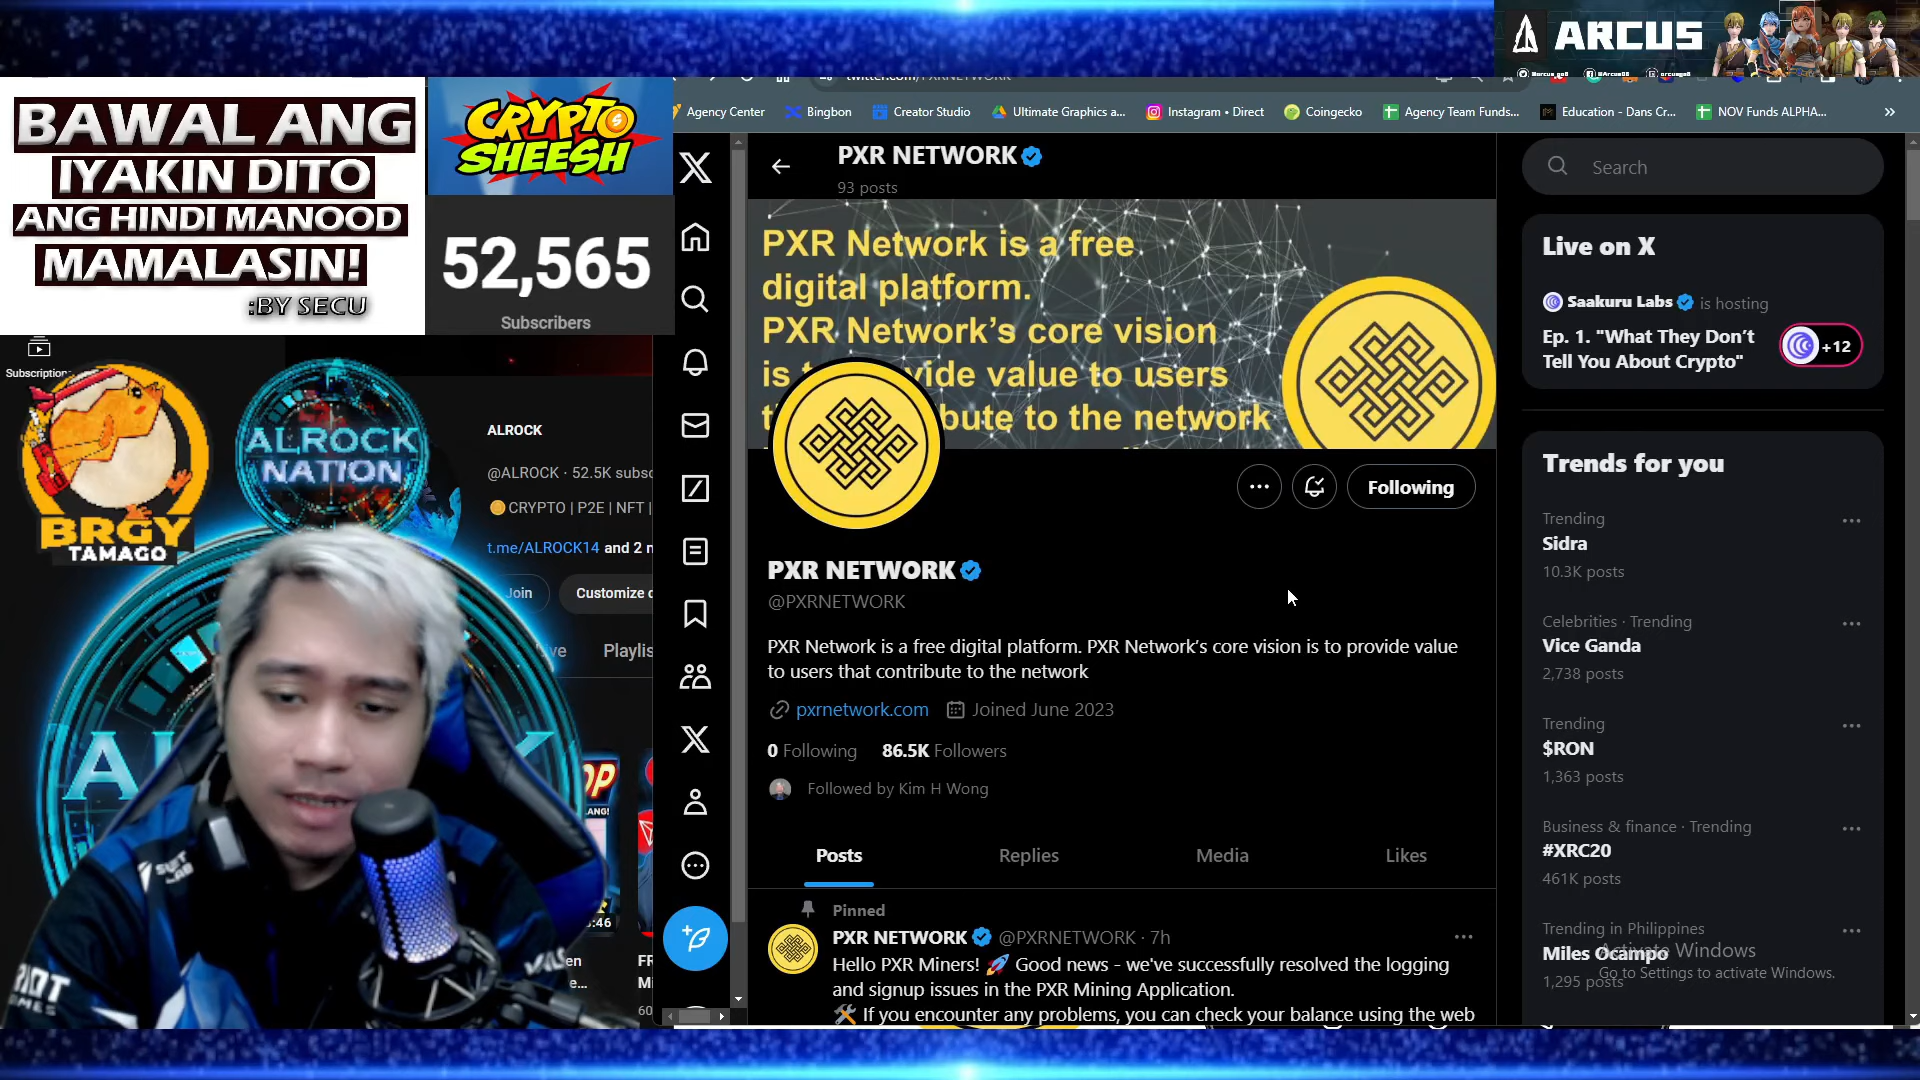 ARCUS
BAWAL ANG
IYAKIN DITO
ANG HINDI MANOOD
MAMALASIN!
:BY SECU
CRYPTO
SHEESH
52,565
Subscribers
Subscription
BRGY
TAMAGO
ALROCK
NATION
ALROCK
@ALROCK · 52.5K subsc
CRYPTO | P2E | NFT |
t.me/ALROCK14 and 2 m
Join
Customize c
Playlis
Agency Center
Bingbon
Creator Studio
Ultimate Graphics a...
Instagram • Direct
Coingecko
Agency Team Funds...
Education - Dans Cr...
NOV Funds ALPHA...
PXR NETWORK
93 posts
PXR Network is a free
digital platform.
PXR Network's core vision
vide value to users
bute to the network
Following
PXR NETWORK
@PXRNETWORK
PXR Network is a free digital platform. PXR Network's core vision is to provide value
to users that contribute to the network
pxrnetwork.com
Joined June 2023
0 Following
86.5K Followers
Followed by Kim H Wong
Posts
Replies
Media
Likes
Pinned
PXR NETWORK @PXRNETWORK · 7h
Hello PXR Miners! 🚀 Good news - we've successfully resolved the logging
and signup issues in the PXR Mining Application.
🛠️ If you encounter any problems, you can check your balance using the web
Search
Live on X
Saakuru Labs is hosting
Ep. 1. "What They Don't
Tell You About Crypto"
+12
Trends for you
Trending
Sidra
10.3K posts
Celebrities · Trending
Vice Ganda
2,738 posts
Trending
$RON
1,363 posts
Business & finance · Trending
#XRC20
461K posts
Trending in Philippines
Miles Ocampo
1,295 posts
Activate Windows
Go to Settings to activate Windows.